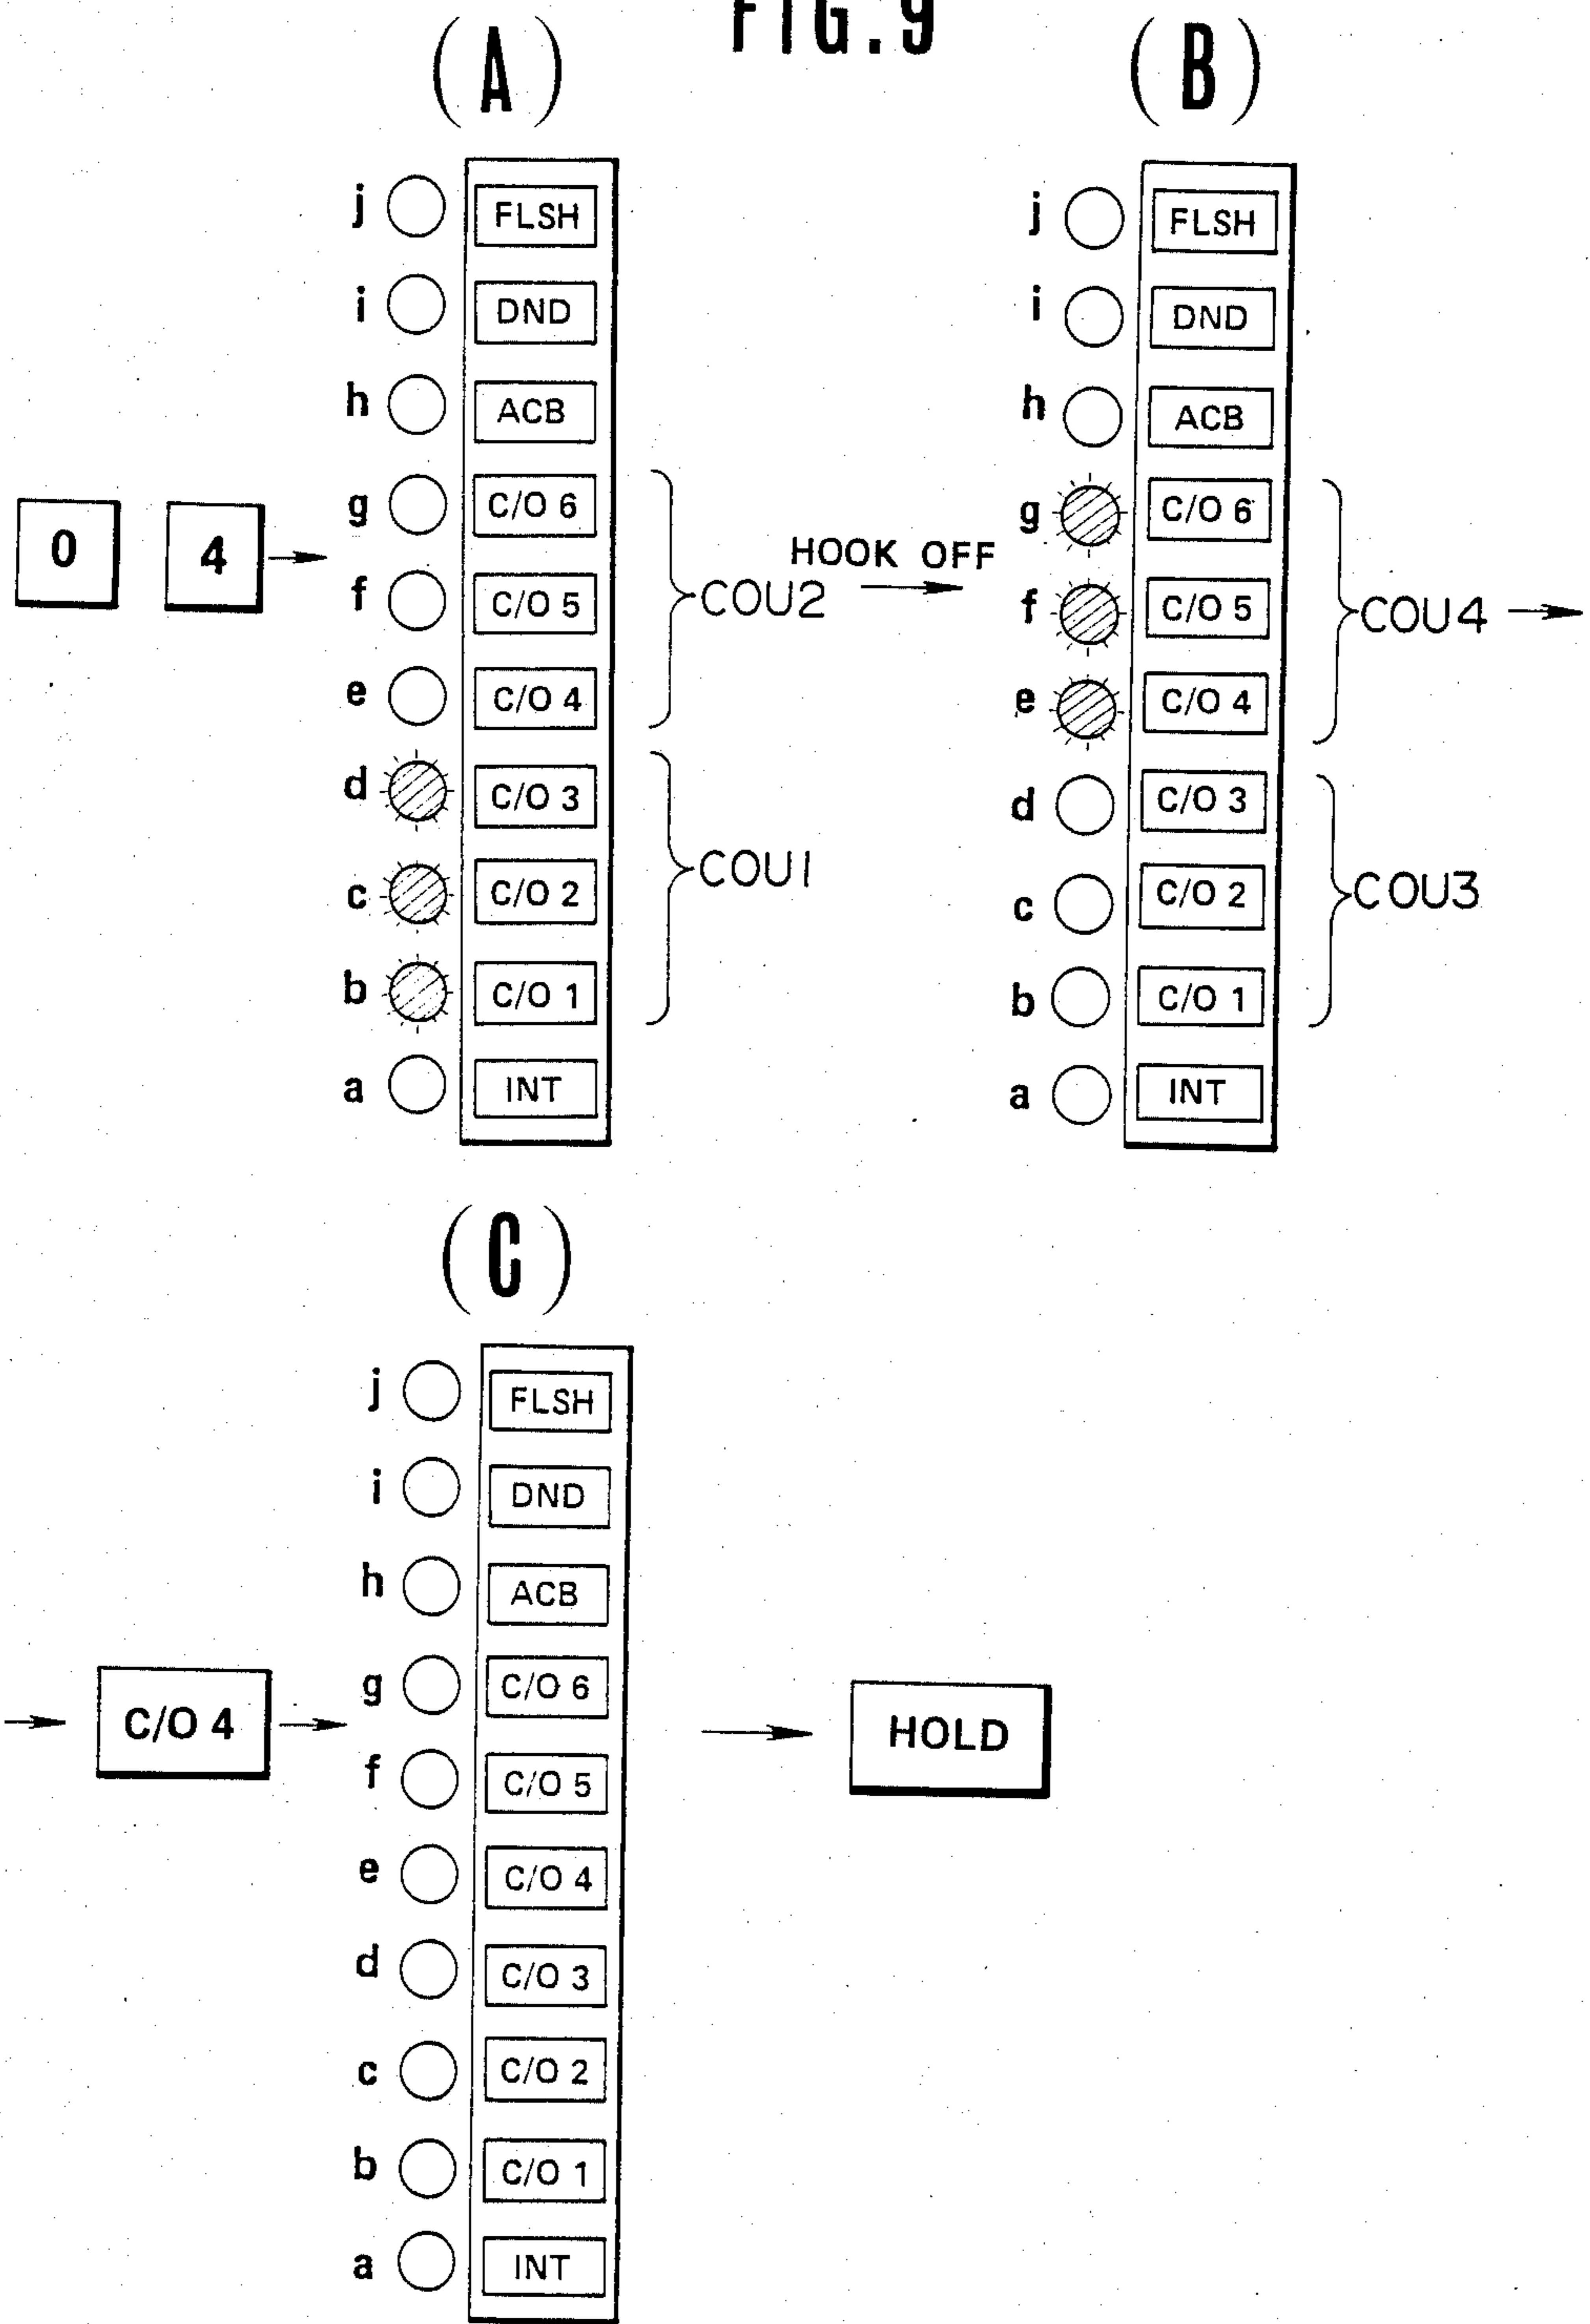 FIG.9
(A)
(B)
j FLSH
i DND
h ACB
g C/O 6
f C/O 5
e C/O 4
d C/O 3
c C/O 2
b C/O 1
a INT
0 4
COU2
COU1
HOOK OFF
j FLSH
i DND
h ACB
g C/O 6
f C/O 5
e C/O 4
d C/O 3
c C/O 2
b C/O 1
a INT
COU4
COU3
(C)
C/O 4
j FLSH
i DND
h ACB
g C/O 6
f C/O 5
e C/O 4
d C/O 3
c C/O 2
b C/O 1
a INT
HOLD